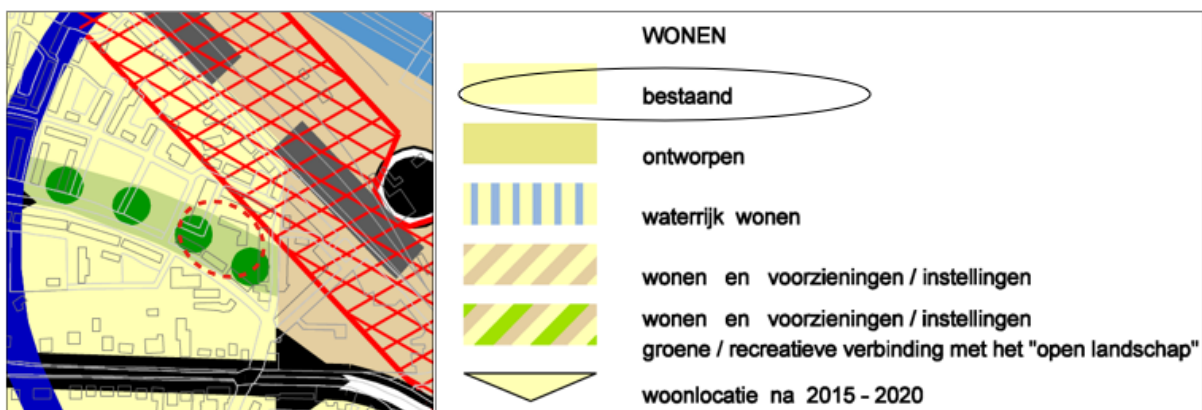 WONEN
bestaand
ontworpen
waterrijk wonen
wonen en voorzieningen / instellingen
wonen en voorzieningen / instellingen
groene / recreatieve verbinding met het "open landschap"
woonlocatie na 2015 - 2020